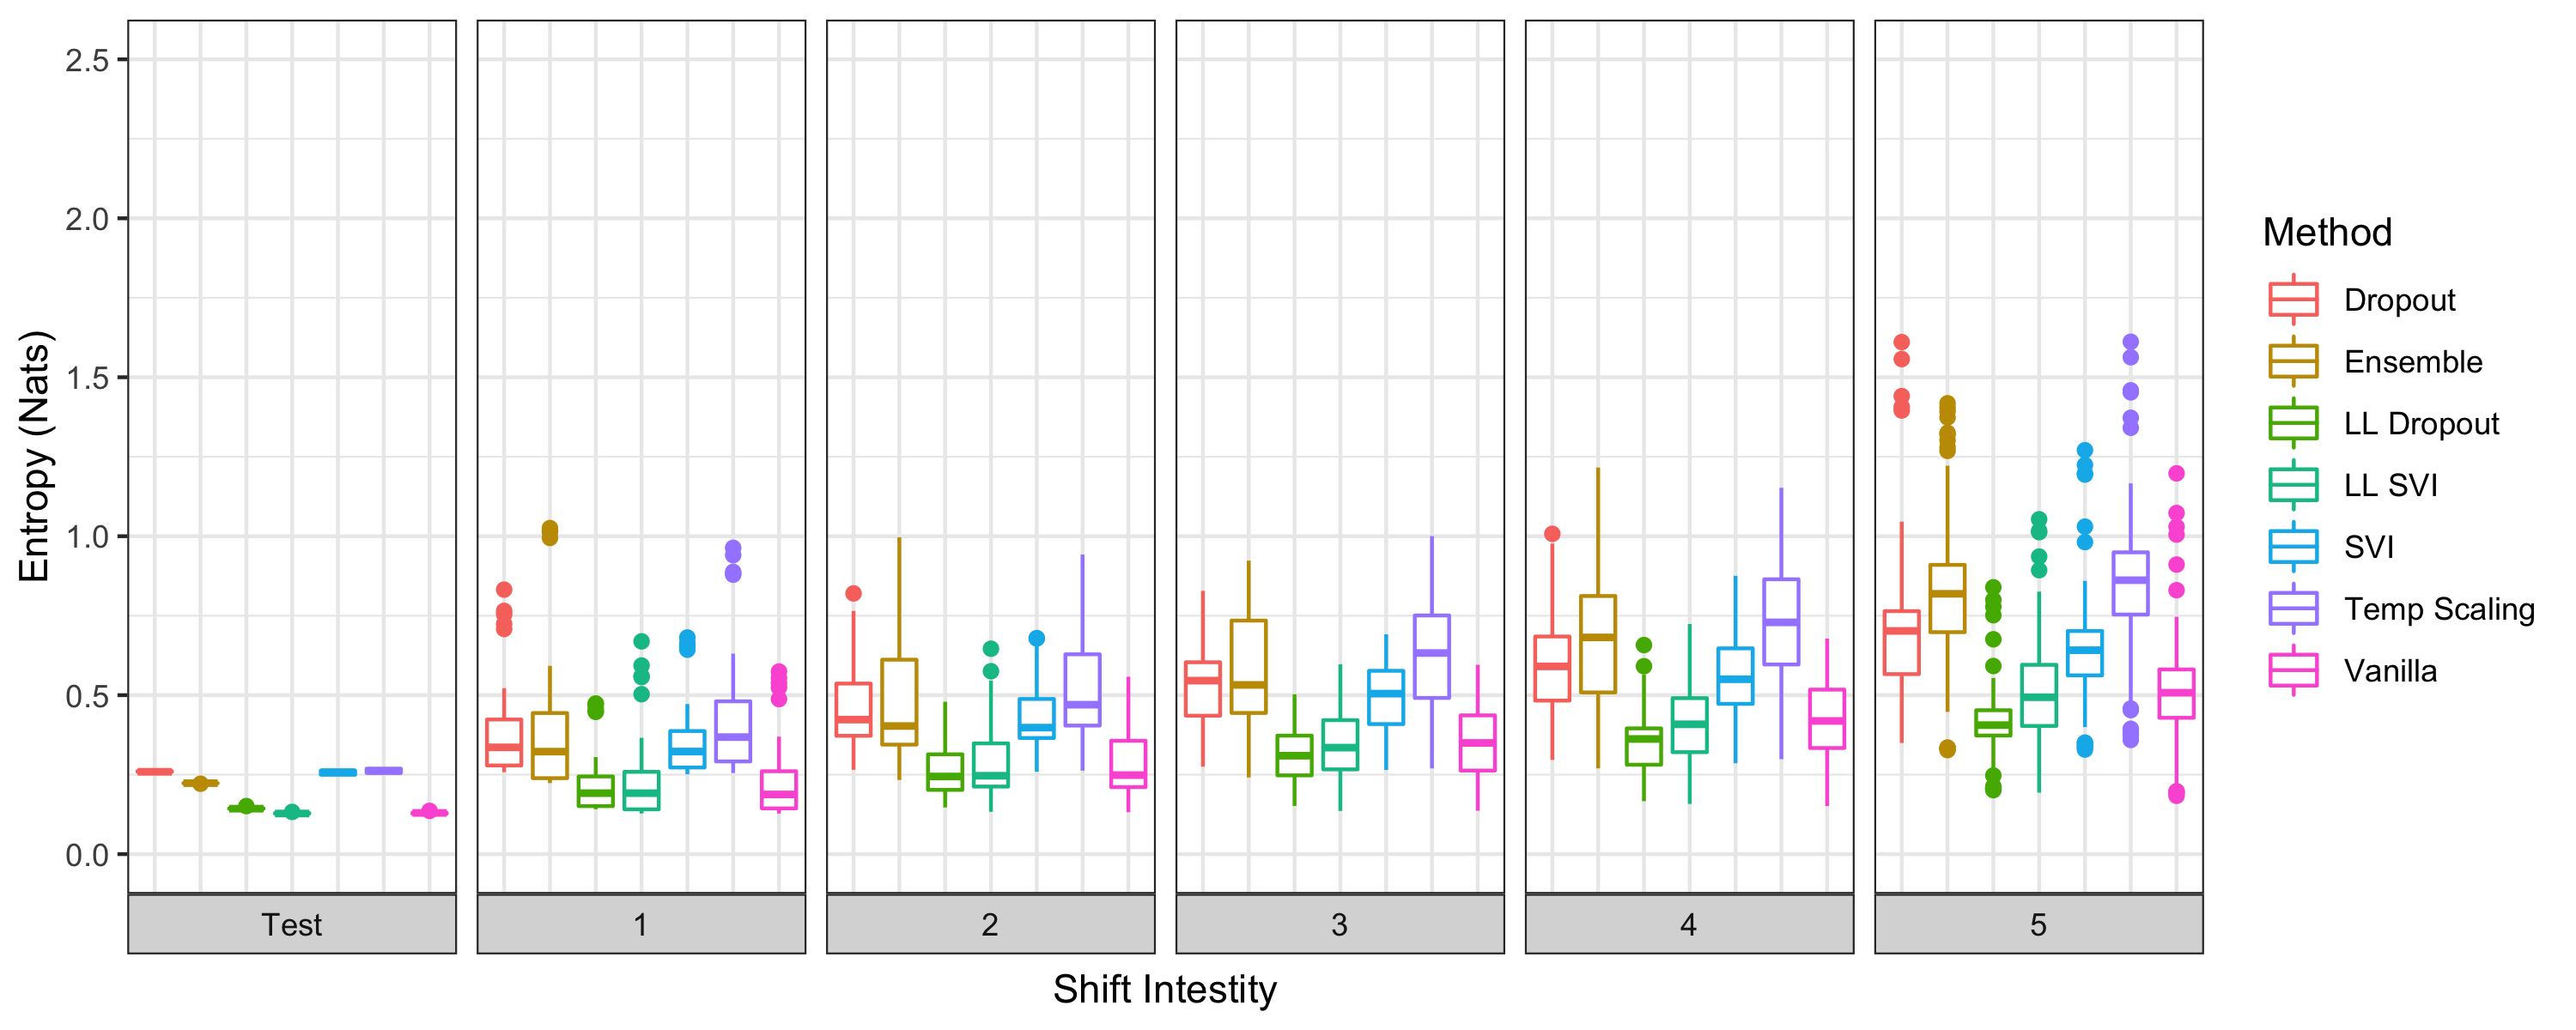 Entropy (Nats)
2.5
2.0
1.5
1.0
0.5
0.0
Test
1
2
3
4
5
Shift Intestity
Method
Dropout
Ensemble
LL Dropout
LL SVI
SVI
Temp Scaling
Vanilla